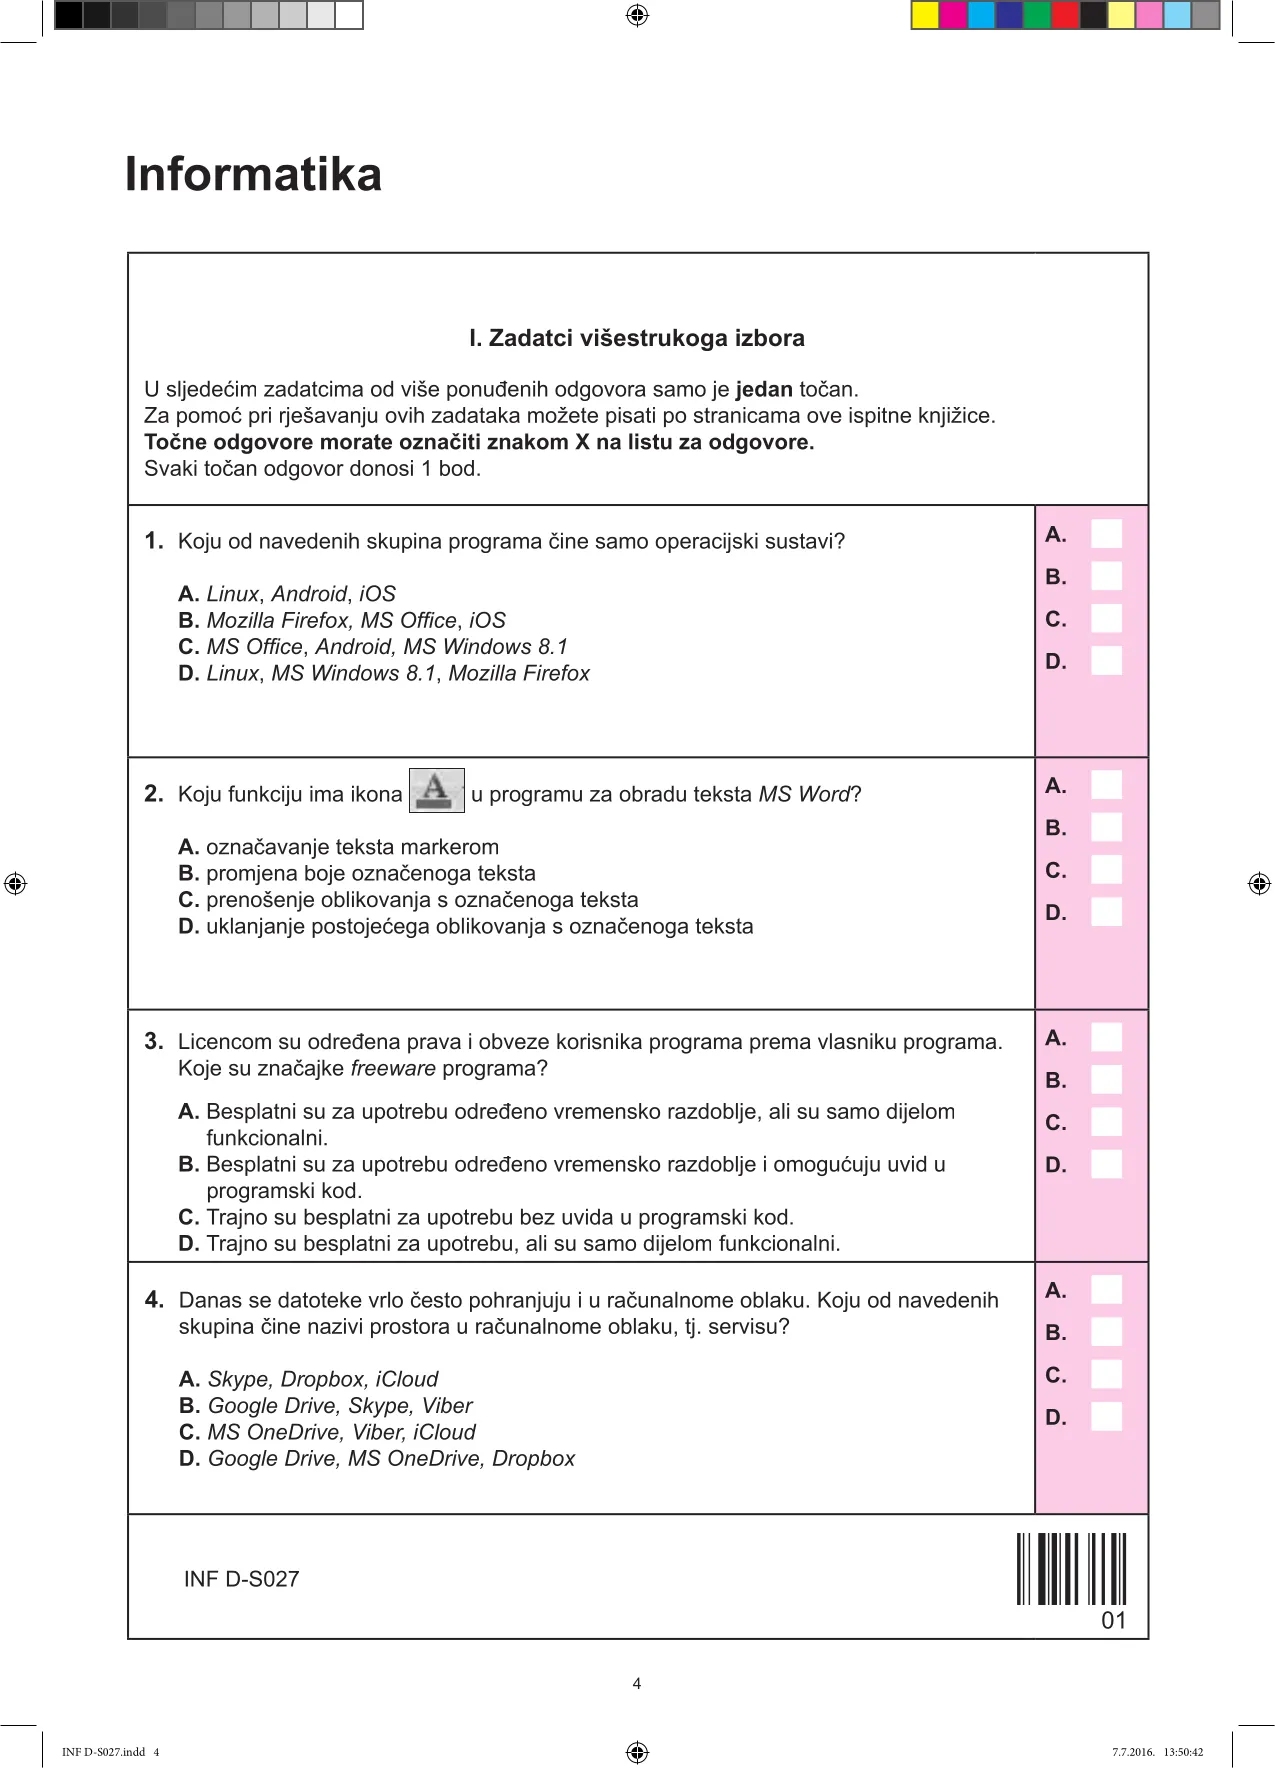 Informatika
I. Zadatci višestrukoga izbora
U sljedećim zadatcima od više ponuđenih odgovora samo je jedan točan.
Za pomoć pri rješavanju ovih zadataka možete pisati po stranicama ove ispitne knjižice.
Točne odgovore morate označiti znakom X na listu za odgovore.
Svaki točan odgovor donosi 1 bod.
1. Koju od navedenih skupina programa čine samo operacijski sustavi?
A. Linux, Android, iOS
B. Mozilla Firefox, MS Office, iOS
C. MS Office, Android, MS Windows 8.1
D. Linux, MS Windows 8.1, Mozilla Firefox
A.
B.
C.
D.
2. Koju funkciju ima ikona A u programu za obradu teksta MS Word?
A. označavanje teksta markerom
B. promjena boje označenoga teksta
C. prenošenje oblikovanja s označenoga teksta
D. uklanjanje postojećega oblikovanja s označenoga teksta
A.
B.
C.
D.
3. Licencom su određena prava i obveze korisnika programa prema vlasniku programa.
Koje su značajke freeware programa?
A. Besplatni su za upotrebu određeno vremensko razdoblje, ali su samo dijelom
funkcionalni.
B. Besplatni su za upotrebu određeno vremensko razdoblje i omogućuju uvid u
programski kod.
C. Trajno su besplatni za upotrebu bez uvida u programski kod.
D. Trajno su besplatni za upotrebu, ali su samo dijelom funkcionalni.
A.
B.
C.
D.
4. Danas se datoteke vrlo često pohranjuju i u računalnome oblaku. Koju od navedenih
skupina čine nazivi prostora u računalnome oblaku, tj. servisu?
A. Skype, Dropbox, iCloud
B. Google Drive, Skype, Viber
C. MS OneDrive, Viber, iCloud
D. Google Drive, MS OneDrive, Dropbox
A.
B.
C.
D.
INF D-S027
01
4
INF D-S027.indd 4
7.7.2016. 13:50:42